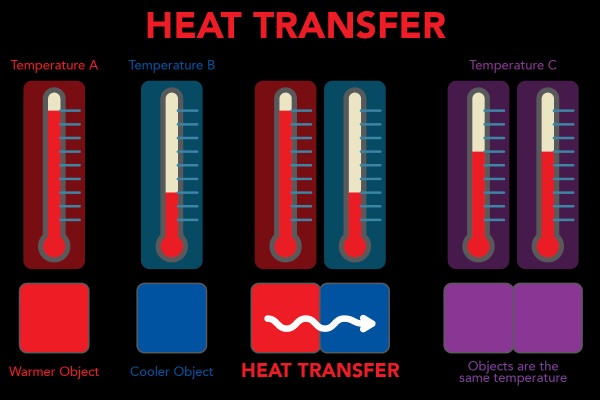 HEAT TRANSFER
Temperature A
Temperature B
Temperature C
Warmer Object
Cooler Object
HEAT TRANSFER
Objects are the
same temperature